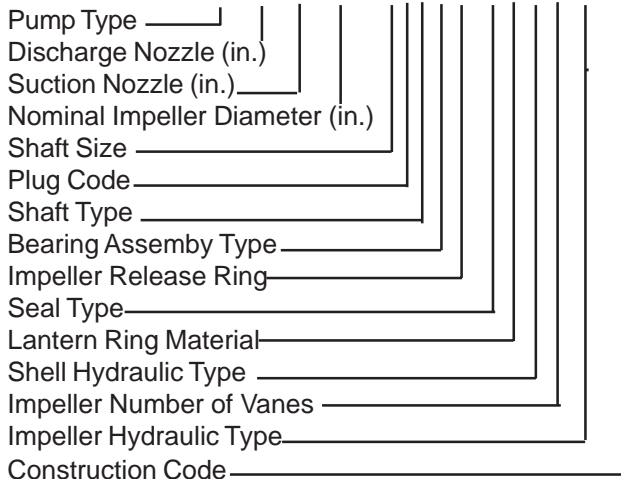 Pump Type
Discharge Nozzle (in.)
Suction Nozzle (in.)
Nominal Impeller Diameter (in.)
Shaft Size
Plug Code
Shaft Type
Bearing Assemby Type
Impeller Release Ring
Seal Type
Lantern Ring Material
Shell Hydraulic Type
Impeller Number of Vanes
Impeller Hydraulic Type
Construction Code